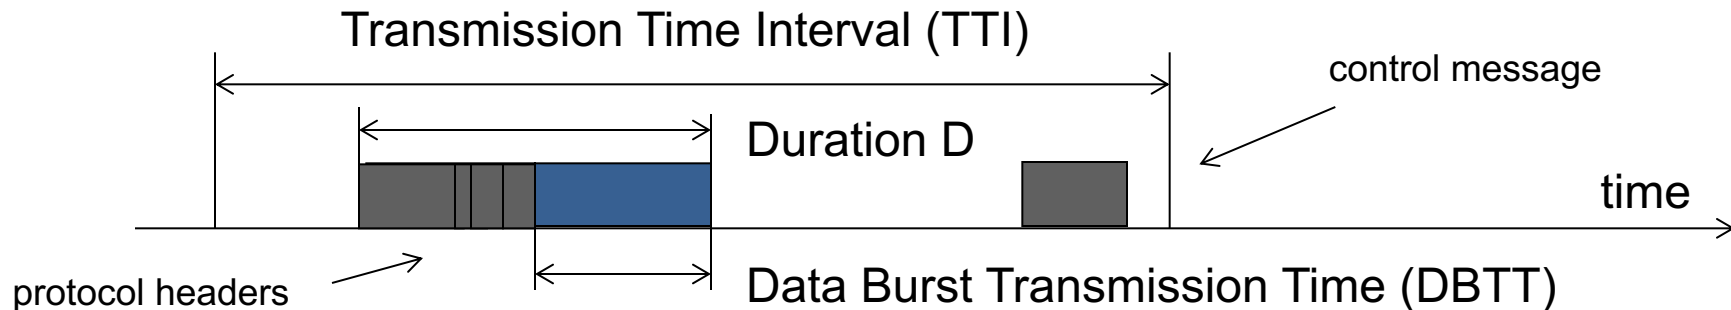 Transmission Time Interval (TTI)
control message
Duration D
time
protocol headers
Data Burst Transmission Time (DBTT)